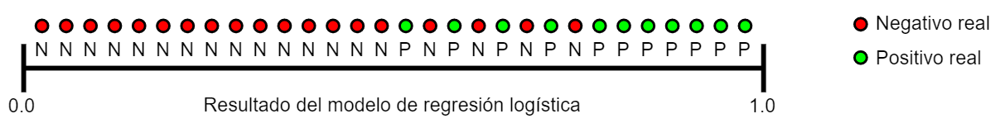 Negativo real
N N N N N N N N N N N N N N N P N P N P N P N P P P P P P P
Positivo real
0.0
Resultado del modelo de regresión logística
1.0